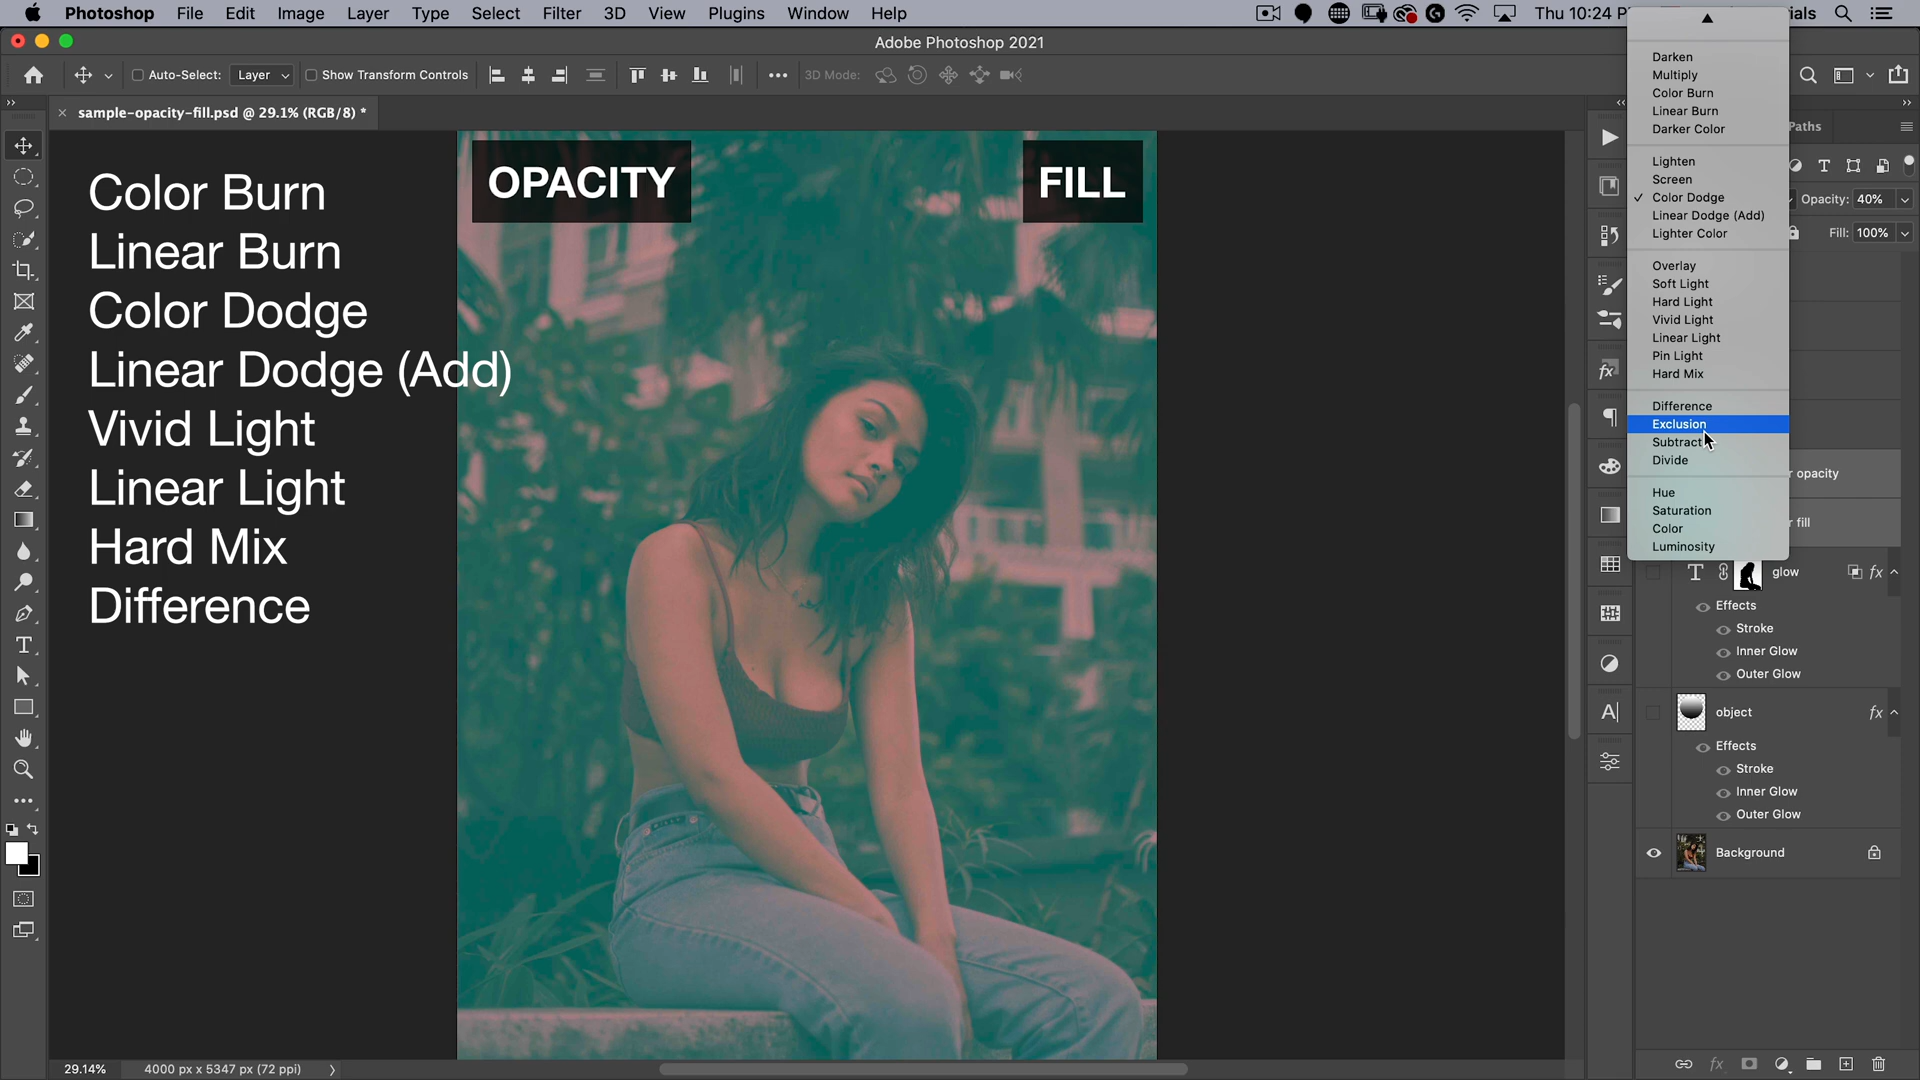 Photoshop File Edit Image Layer Type Select Filter 3D View Plugins Window Help
Thu 10:24
Adobe Photoshop 2021
Auto-Select: Layer Show Transform Controls
3D Mode:
sample-opacity-fill.psd @ 29.1% (RGB/8) *
OPACITY
FILL
Color Burn
Linear Burn
Color Dodge
Linear Dodge (Add)
Vivid Light
Linear Light
Hard Mix
Difference
Darken
Multiply
Color Burn
Linear Burn
Darker Color
Lighten
Screen
Color Dodge
Linear Dodge (Add)
Lighter Color
Overlay
Soft Light
Hard Light
Vivid Light
Linear Light
Pin Light
Hard Mix
Difference
Exclusion
Subtract
Divide
Hue
Saturation
Color
Luminosity
Paths
Opacity: 40%
Fill: 100%
opacity
fill
glow
Effects
Stroke
Inner Glow
Outer Glow
object
Effects
Stroke
Inner Glow
Outer Glow
Background
29.14% 4000 px x 5347 px (72 ppi)